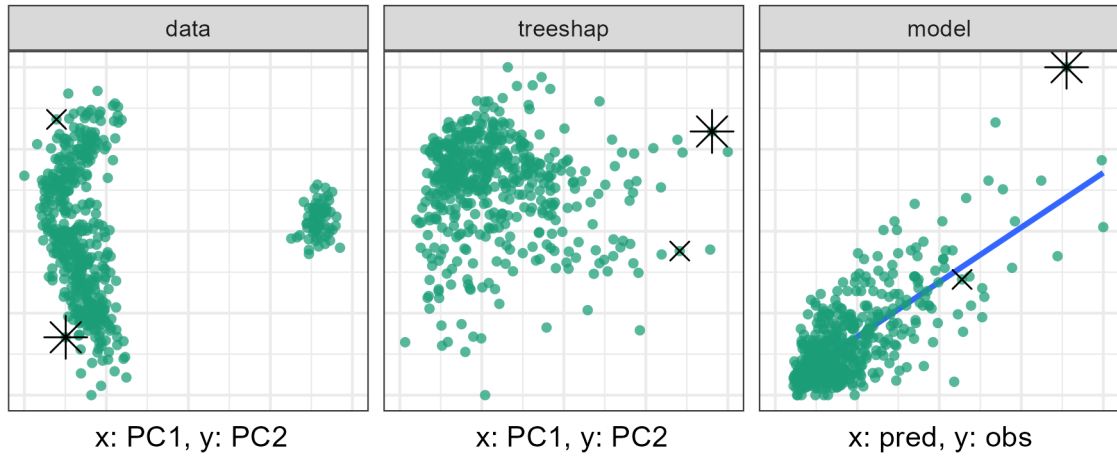 data treeshap model
x: PC1, y: PC2 x: PC1, y: PC2 x: pred, y: obs